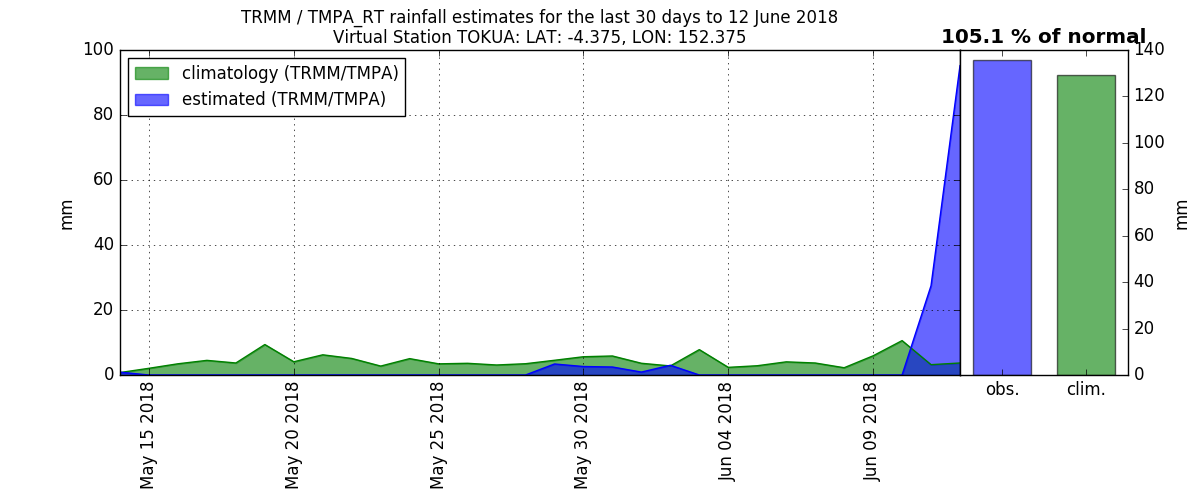 TRMM / TMPA_RT rainfall estimates for the last 30 days to 12 June 2018
Virtual Station TOKUA: LAT: -4.375, LON: 152.375
105.1 % of normal
climatology (TRMM/TMPA)
estimated (TRMM/TMPA)
mm
100
80
60
40
20
0
May 15 2018
May 20 2018
May 25 2018
May 30 2018
Jun 04 2018
Jun 09 2018
obs.
clim.
140
120
100
80
60
40
20
0
mm